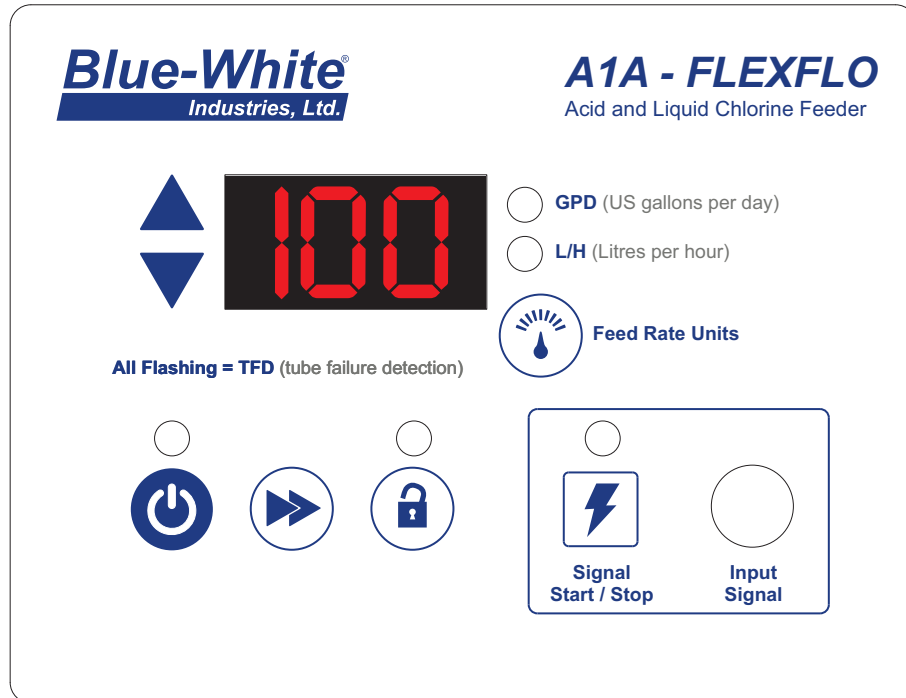 Blue-White®
Industries, Ltd.
A1A - FLEXFLO
Acid and Liquid Chlorine Feeder
100
GPD (US gallons per day)
L/H (Litres per hour)
Feed Rate Units
All Flashing = TFD (tube failure detection)
Signal
Start / Stop
Input
Signal